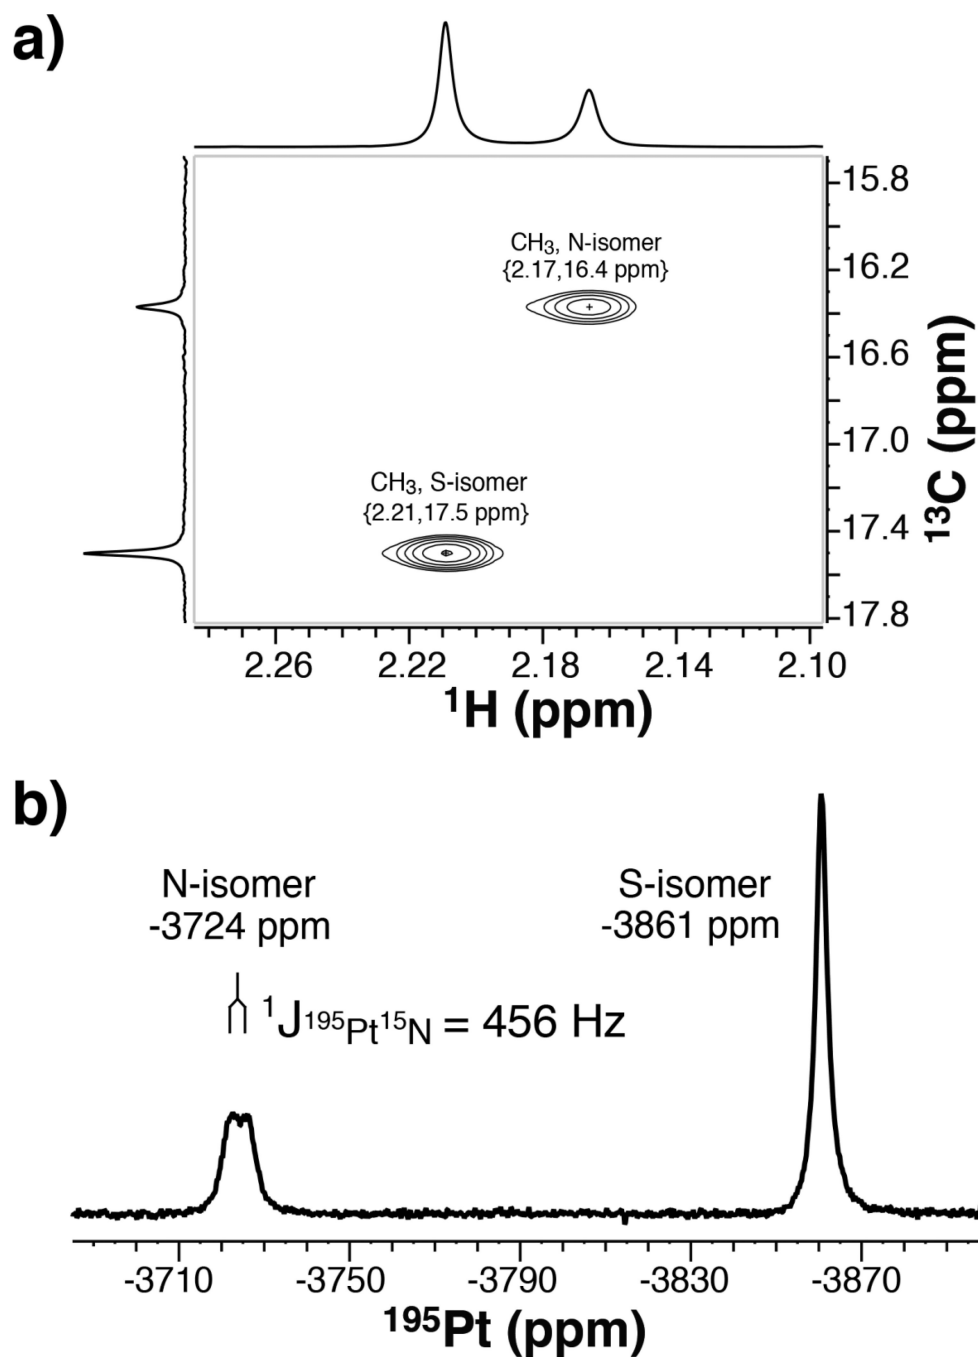 a)
CH₃, N-isomer
{2.17,16.4 ppm}
CH₃, S-isomer
{2.21,17.5 ppm}
15.8
16.2
16.6
17.0
17.4
17.8
¹³C (ppm)
2.26 2.22 2.18 2.14 2.10
¹H (ppm)
b)
N-isomer
-3724 ppm
S-isomer
-3861 ppm
¹J¹⁹⁵Pt¹⁵N = 456 Hz
-3710 -3750 -3790 -3830 -3870
¹⁹⁵Pt (ppm)